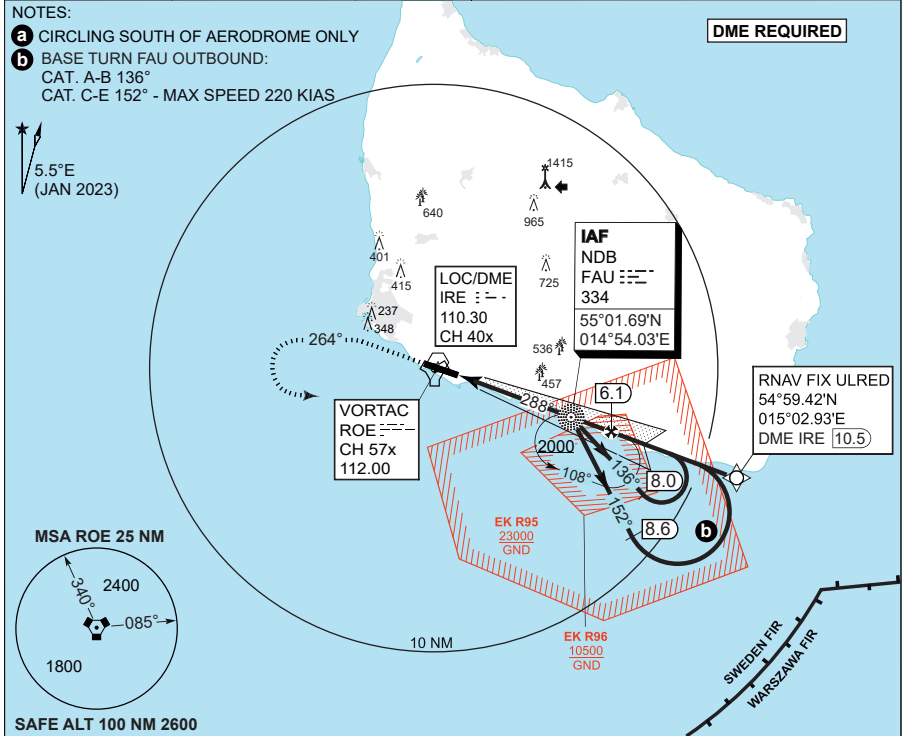 NOTES:
a CIRCLING SOUTH OF AERODROME ONLY
b BASE TURN FAU OUTBOUND:
CAT. A-B 136°
CAT. C-E 152° - MAX SPEED 220 KIAS
DME REQUIRED
5.5°E
(JAN 2023)
1415
640
965
401
415
725
237
348
536
457
IAF
NDB
FAU
334
55°01.69'N
014°54.03'E
LOC/DME
IRE
110.30
CH 40x
264°
288°
6.1
RNAV FIX ULRED
54°59.42'N
015°02.93'E
DME IRE 10.5
VORTAC
ROE
CH 57x
112.00
2000
108°
136°
152°
8.0
8.6
b
EK R95
23000
GND
EK R96
10500
GND
10 NM
MSA ROE 25 NM
340°
2400
085°
1800
SAFE ALT 100 NM 2600
SWEDEN FIR
WARSZAWA FIR